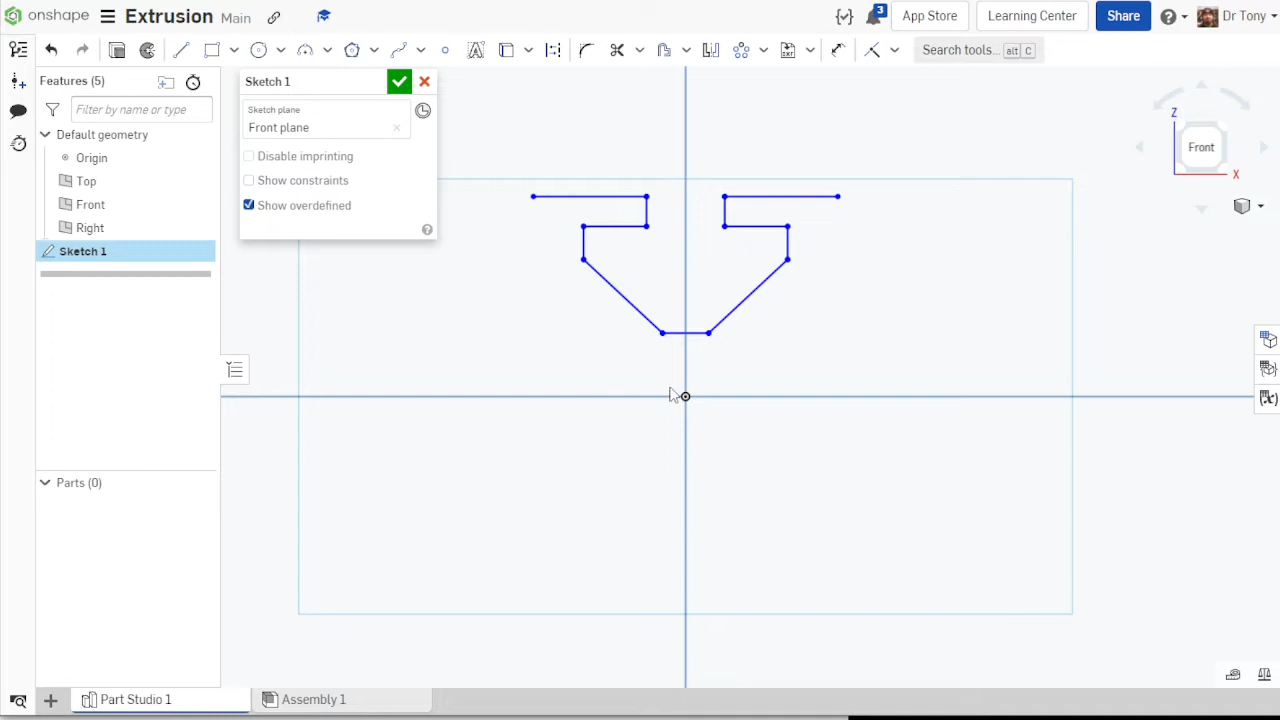 onshape Extrusion Main 3 App Store Learning Center Share Dr Tony
Search tools... alt C
Features (5)
Filter by name or type
Default geometry
Origin
Top
Front
Right
Sketch 1
Parts (0)
Sketch 1
Sketch plane
Front plane
Disable imprinting
Show constraints
Show overdefined
Z
Front
X
Part Studio 1 Assembly 1